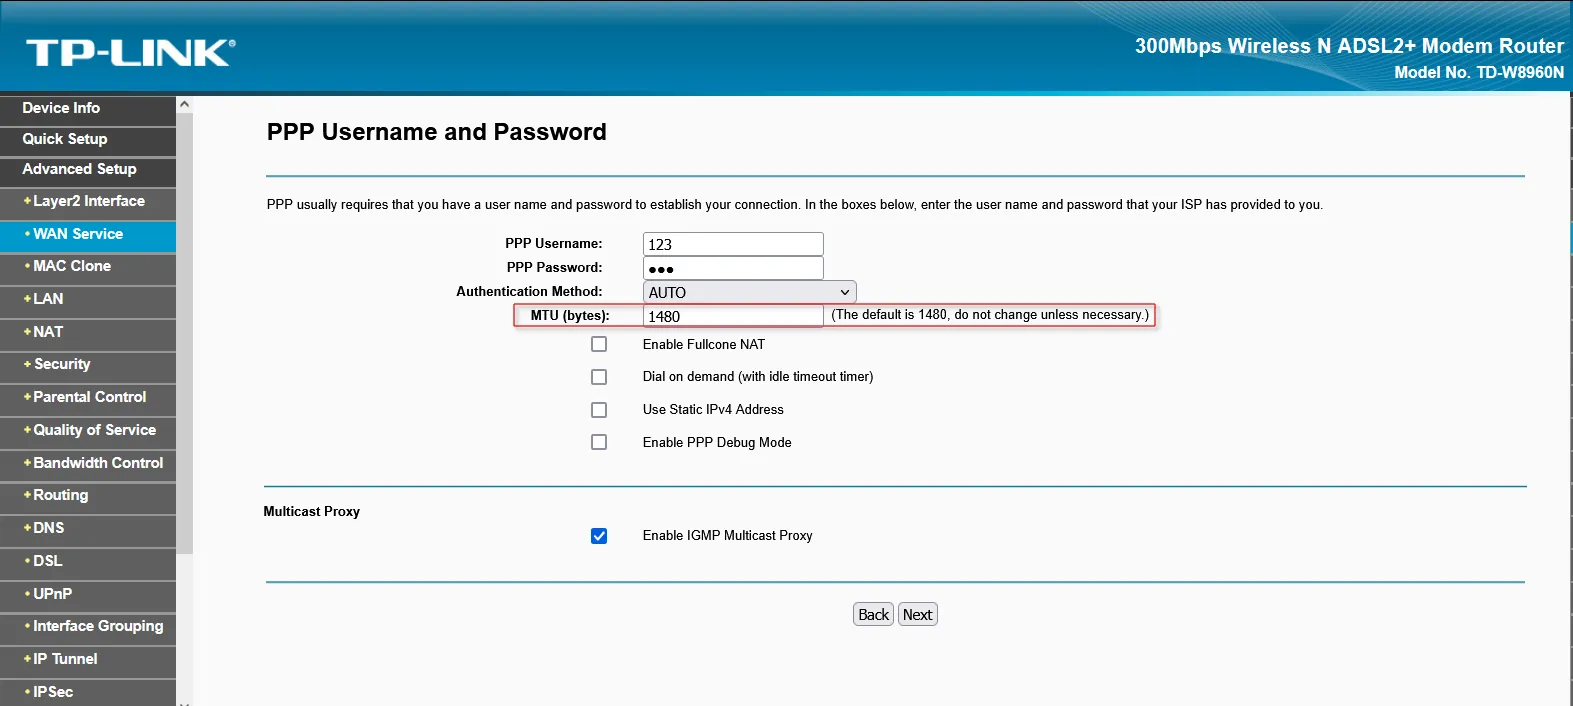 TP-LINK®
300Mbps Wireless N ADSL2+ Modem Router
Model No. TD-W8960N
Device Info
Quick Setup
Advanced Setup
+Layer2 Interface
•WAN Service
•MAC Clone
+LAN
+NAT
+Security
+Parental Control
+Quality of Service
+Bandwidth Control
+Routing
+DNS
•DSL
•UPnP
•Interface Grouping
+IP Tunnel
•IPSec
PPP Username and Password
PPP usually requires that you have a user name and password to establish your connection. In the boxes below, enter the user name and password that your ISP has provided to you.
PPP Username: 123
PPP Password: ●●●
Authentication Method: AUTO
MTU (bytes): 1480 (The default is 1480, do not change unless necessary.)
Enable Fullcone NAT
Dial on demand (with idle timeout timer)
Use Static IPv4 Address
Enable PPP Debug Mode
Multicast Proxy
Enable IGMP Multicast Proxy
Back Next